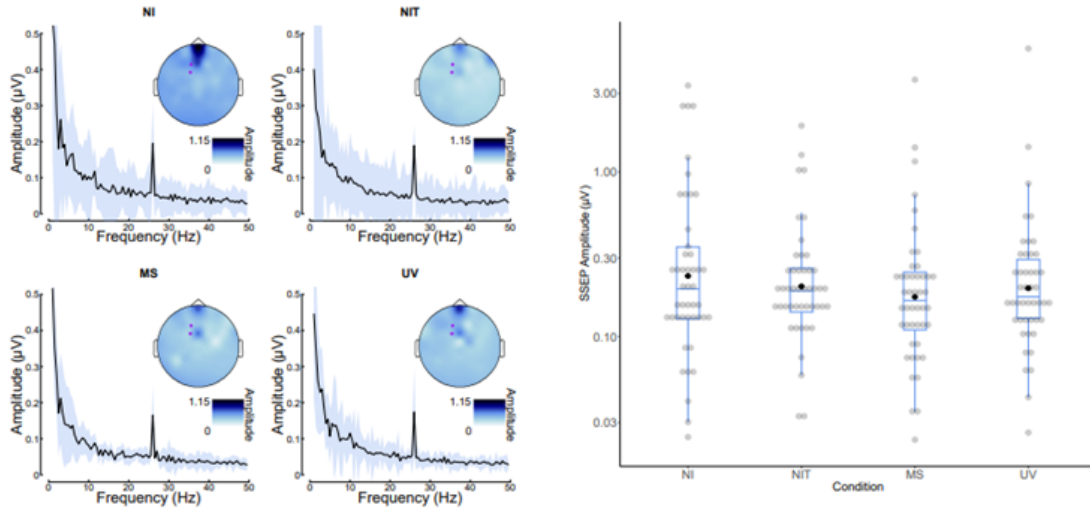 NI
Amplitude (µV)
0.5
0.4
0.3
0.2
0.1
0
0 10 20 30 40 50
Frequency (Hz)
1.15
0
Amplitude
NIT
Amplitude (µV)
0.5
0.4
0.3
0.2
0.1
0
0 10 20 30 40 50
Frequency (Hz)
1.15
0
Amplitude
MS
Amplitude (µV)
0.5
0.4
0.3
0.2
0.1
0
0 10 20 30 40 50
Frequency (Hz)
1.15
0
Amplitude
UV
Amplitude (µV)
0.5
0.4
0.3
0.2
0.1
0
0 10 20 30 40 50
Frequency (Hz)
1.15
0
Amplitude
SSEP Amplitude (µV)
3.00
1.00
0.30
0.10
0.03
NI NIT MS UV
Condition